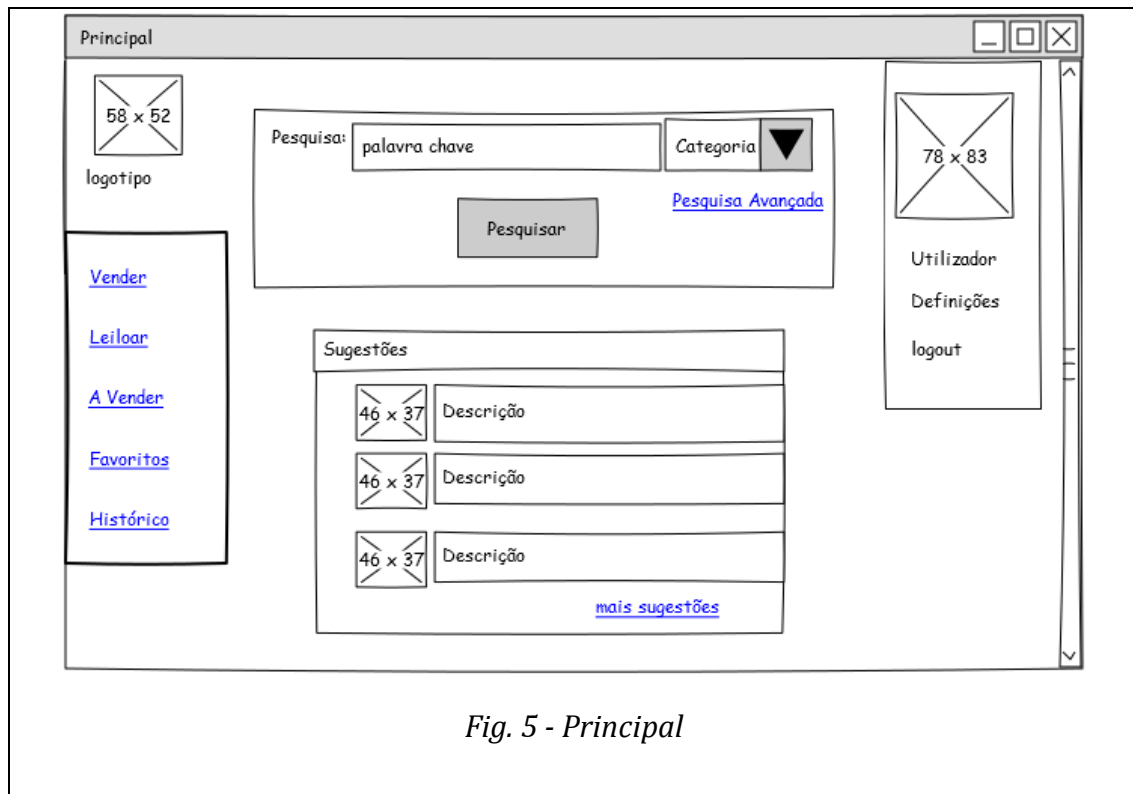 Principal
58 x 52
logotipo
Pesquisa:
palavra chave
Categoria
Pesquisa Avançada
Pesquisar
78 x 83
Utilizador
Definições
logout
Vender
Leiloar
A Vender
Favoritos
Histórico
Sugestões
46 x 37
Descrição
46 x 37
Descrição
46 x 37
Descrição
mais sugestões
Fig. 5 - Principal